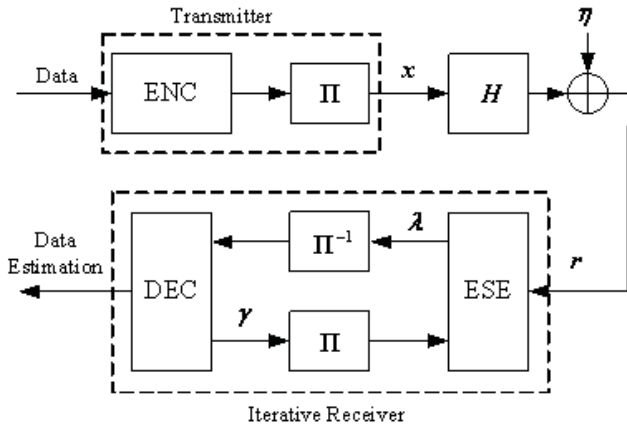 Transmitter
η
Data
ENC
Π
x
H
Π⁻¹
λ
Data
Estimation
DEC
ESE
r
γ
Π
Iterative Receiver